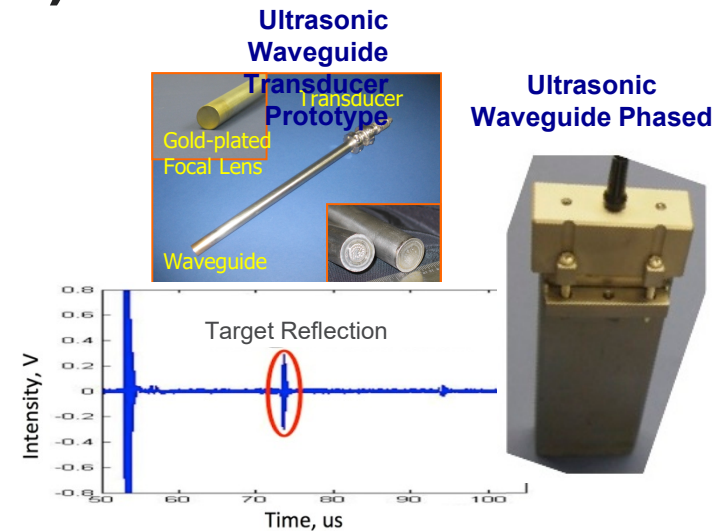 Ultrasonic
Waveguide
Transducer
Prototype
Transducer
Gold-plated
Focal Lens
Waveguide
Ultrasonic
Waveguide Phased
Target Reflection
Intensity, V
0.8
0.6
0.4
0.2
0
-0.2
-0.4
-0.6
-0.8
50 60 70 80 90 100
Time, us